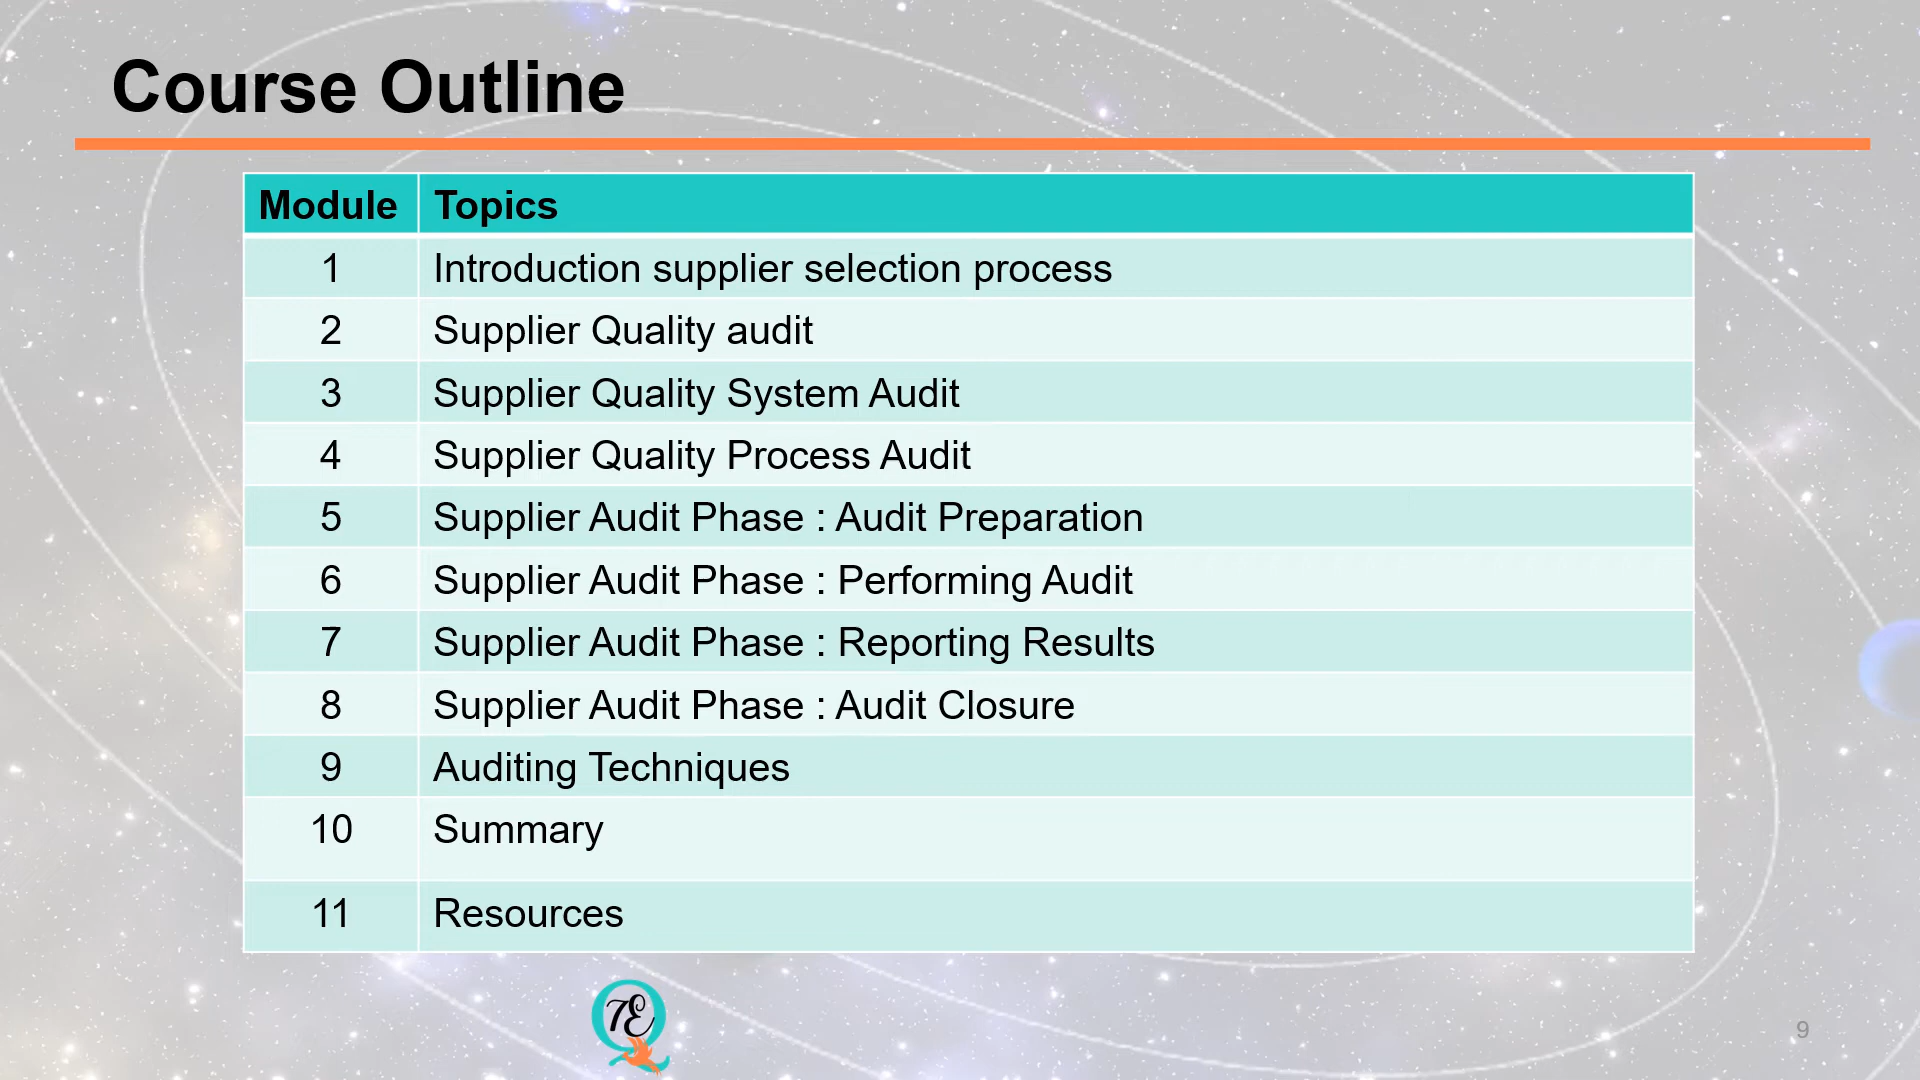 Course Outline
Module Topics
1 Introduction supplier selection process
2 Supplier Quality audit
3 Supplier Quality System Audit
4 Supplier Quality Process Audit
5 Supplier Audit Phase : Audit Preparation
6 Supplier Audit Phase : Performing Audit
7 Supplier Audit Phase : Reporting Results
8 Supplier Audit Phase : Audit Closure
9 Auditing Techniques
10 Summary
11 Resources
7E
9